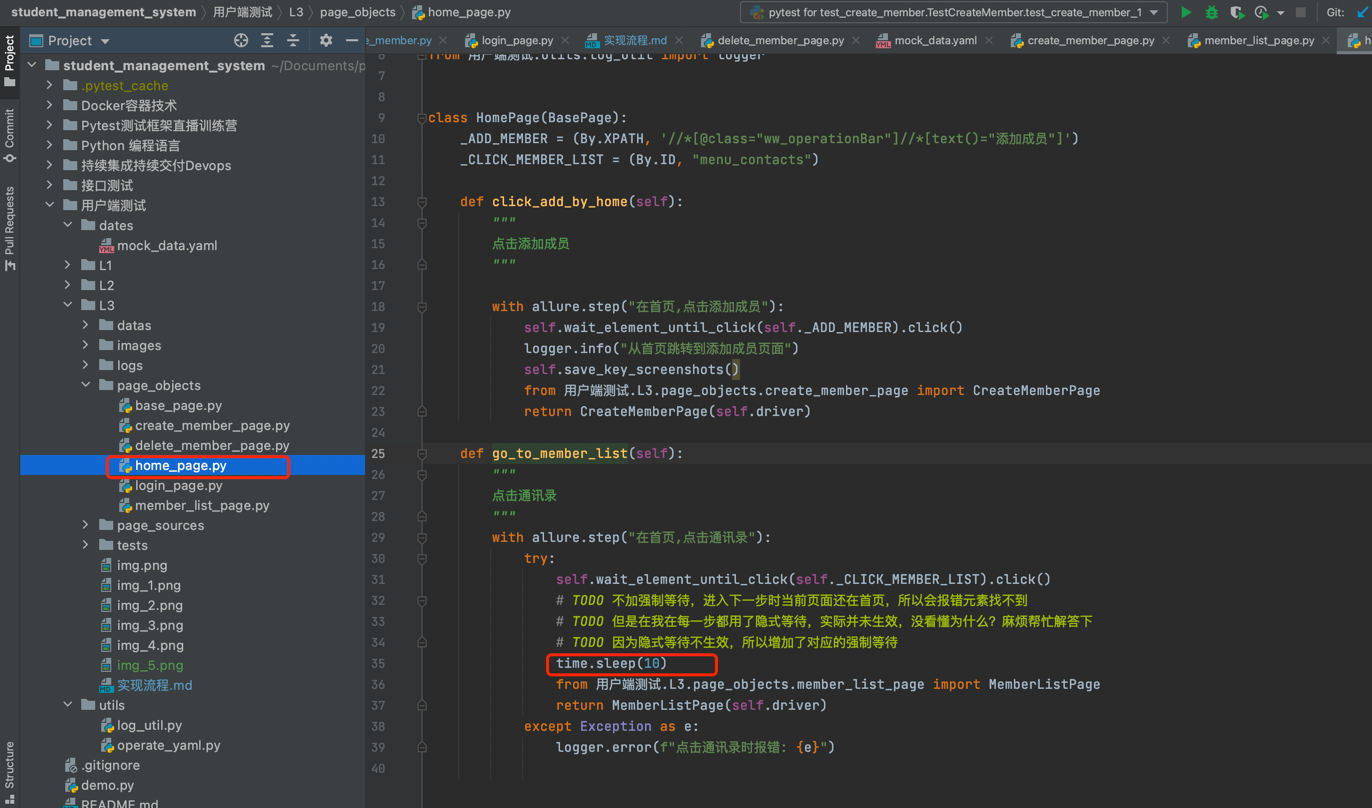 student_management_system 〉 用户端测试 〉 L3 〉 page_objects 〉 home_page.py
pytest for test_create_member.TestCreateMember.test_create_member_1
Git:
Project
e_member.py
login_page.py
实现流程.md
delete_member_page.py
mock_data.yaml
create_member_page.py
member_list_page.py
h
Project
Commit
Pull Requests
Structure
student_management_system ~/Documents/p
.pytest_cache
Docker容器技术
Pytest测试框架直播训练营
Python 编程语言
持续集成持续交付Devops
接口测试
用户端测试
dates
mock_data.yaml
L1
L2
L3
datas
images
logs
page_objects
base_page.py
create_member_page.py
delete_member_page.py
home_page.py
login_page.py
member_list_page.py
page_sources
tests
img.png
img_1.png
img_2.png
img_3.png
img_4.png
img_5.png
实现流程.md
utils
log_util.py
operate_yaml.py
.gitignore
demo.py
README.md
6 from 用户端测试.utils.log_util import logger
7
8
9 class HomePage(BasePage):
10 _ADD_MEMBER = (By.XPATH, '//*[@class="ww_operationBar"]//*[text()="添加成员"]')
11 _CLICK_MEMBER_LIST = (By.ID, "menu_contacts")
12
13 def click_add_by_home(self):
14 """
15 点击添加成员
16 """
17
18 with allure.step("在首页,点击添加成员"):
19 self.wait_element_until_click(self._ADD_MEMBER).click()
20 logger.info("从首页跳转到添加成员页面")
21 self.save_key_screenshots()
22 from 用户端测试.L3.page_objects.create_member_page import CreateMemberPage
23 return CreateMemberPage(self.driver)
24
25 def go_to_member_list(self):
26 """
27 点击通讯录
28 """
29 with allure.step("在首页,点击通讯录"):
30 try:
31 self.wait_element_until_click(self._CLICK_MEMBER_LIST).click()
32 # TODO 不加强制等待，进入下一步时当前页面还在首页，所以会报错元素找不到
33 # TODO 但是在我在每一步都用了隐式等待，实际并未生效，没看懂为什么？麻烦帮忙解答下
34 # TODO 因为隐式等待不生效，所以增加了对应的强制等待
35 time.sleep(10)
36 from 用户端测试.L3.page_objects.member_list_page import MemberListPage
37 return MemberListPage(self.driver)
38 except Exception as e:
39 logger.error(f"点击通讯录时报错: {e}")
40